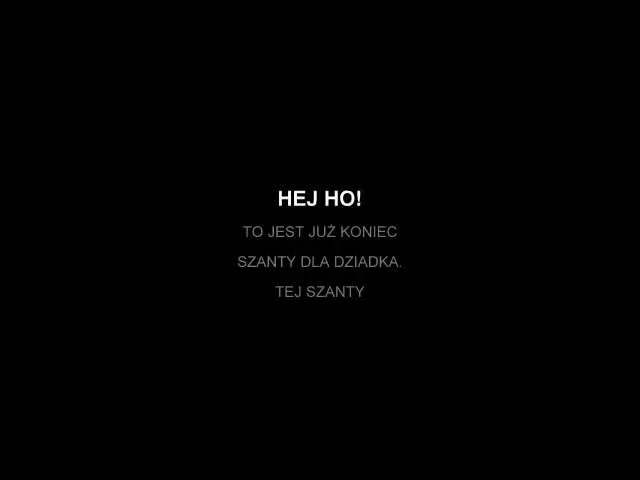 HEJ HO!
TO JEST JUŻ KONIEC
SZANTY DLA DZIADKA.
TEJ SZANTY